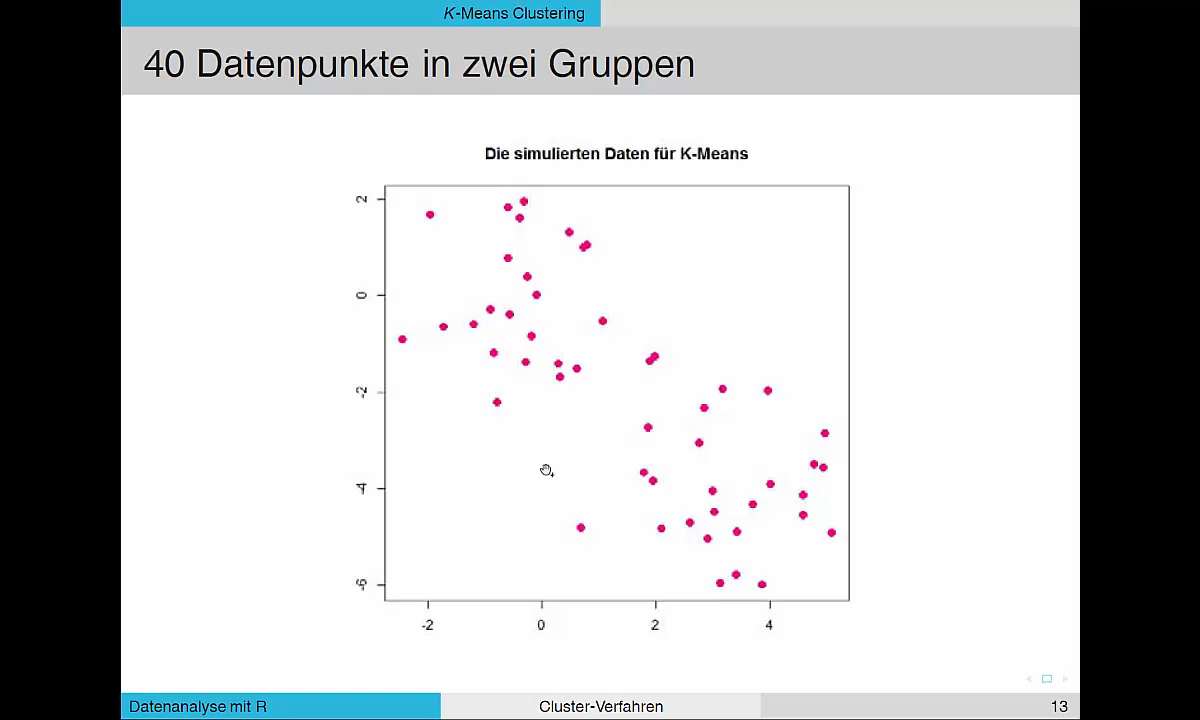 K-Means Clustering
40 Datenpunkte in zwei Gruppen
Die simulierten Daten für K-Means
2
0
-2
-4
-6
-2 0 2 4
Datenanalyse mit R Cluster-Verfahren 13